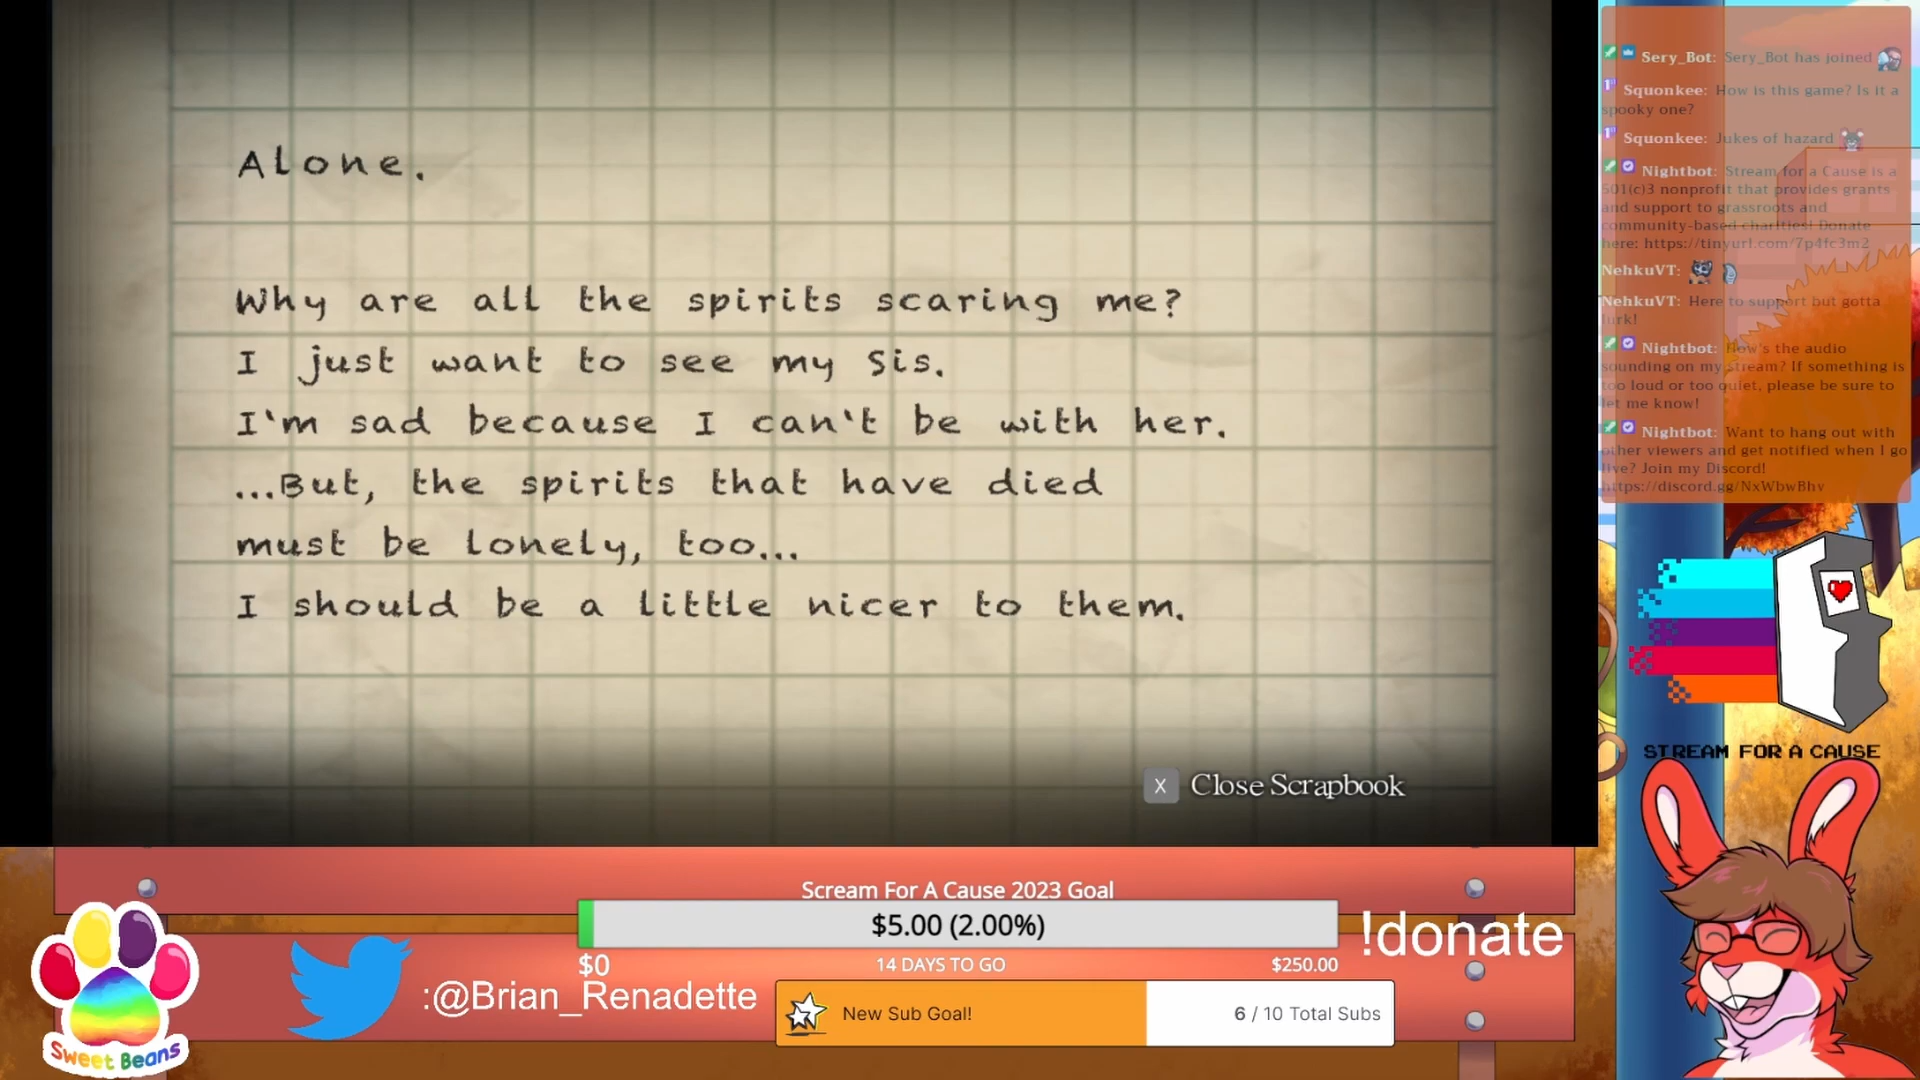 Alone.
Why are all the spirits scaring me?
I just want to see my Sis.
I'm sad because I can't be with her.
...But, the spirits that have died
must be lonely, too...
I should be a little nicer to them.
X Close Scrapbook
Sery_Bot: Sery_Bot has joined
Squonkee: How is this game? Is it a
spooky one?
Squonkee: Jukes of hazard
Nightbot: Stream for a Cause is a
501(c)3 nonprofit that provides grants
and support to grassroots and
community-based charities! Donate
here: https://tinyurl.com/7p4fc3m2
NehkuVT:
NehkuVT: Here to support but gotta
lurk!
Nightbot: How's the audio
sounding on my stream? If something is
too loud or too quiet, please be sure to
let me know!
Nightbot: Want to hang out with
other viewers and get notified when I go
live? Join my Discord!
https://discord.gg/NxWbwBhv
STREAM FOR A CAUSE
Scream For A Cause 2023 Goal
$5.00 (2.00%)
$0 14 DAYS TO GO $250.00
!donate
:@Brian_Renadette
New Sub Goal! 6 / 10 Total Subs
Sweet Beans